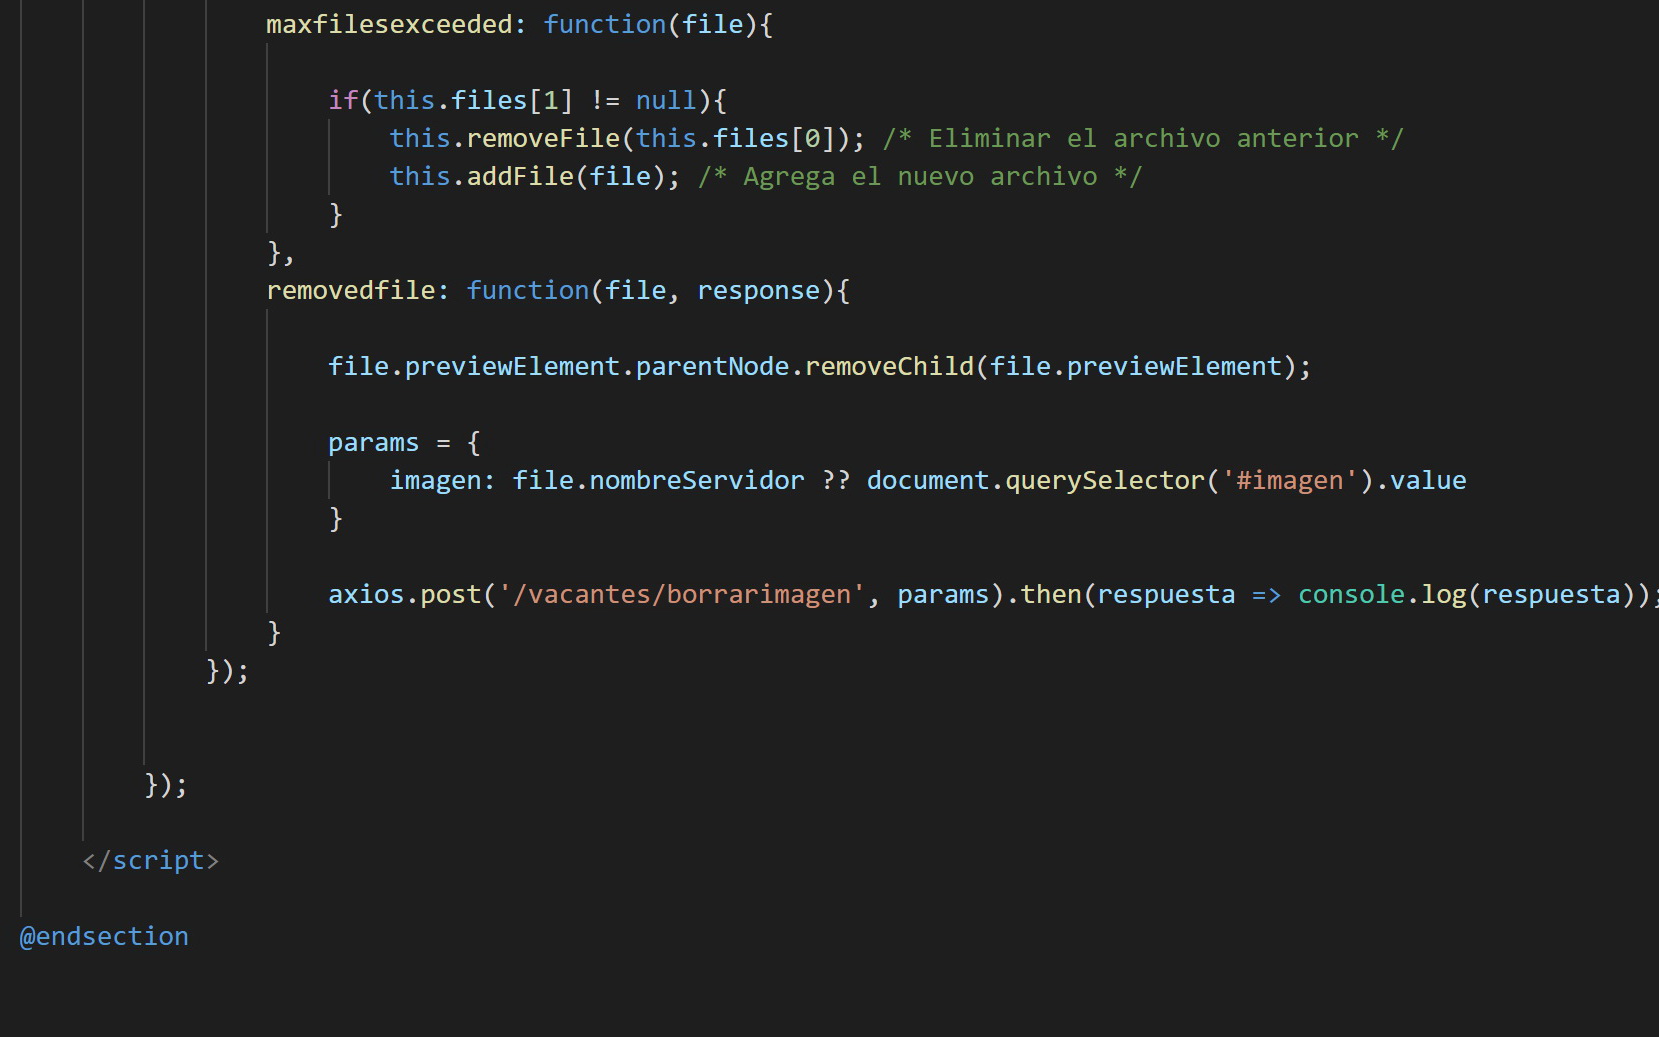 maxfilesexceeded: function(file){
if(this.files[1] != null){
this.removeFile(this.files[0]); /* Eliminar el archivo anterior */
this.addFile(file); /* Agrega el nuevo archivo */
}
},
removedfile: function(file, response){
file.previewElement.parentNode.removeChild(file.previewElement);
params = {
imagen: file.nombreServidor ?? document.querySelector('#imagen').value
}
axios.post('/vacantes/borrarimagen', params).then(respuesta => console.log(respuesta));
}
});
});
</script>
@endsection